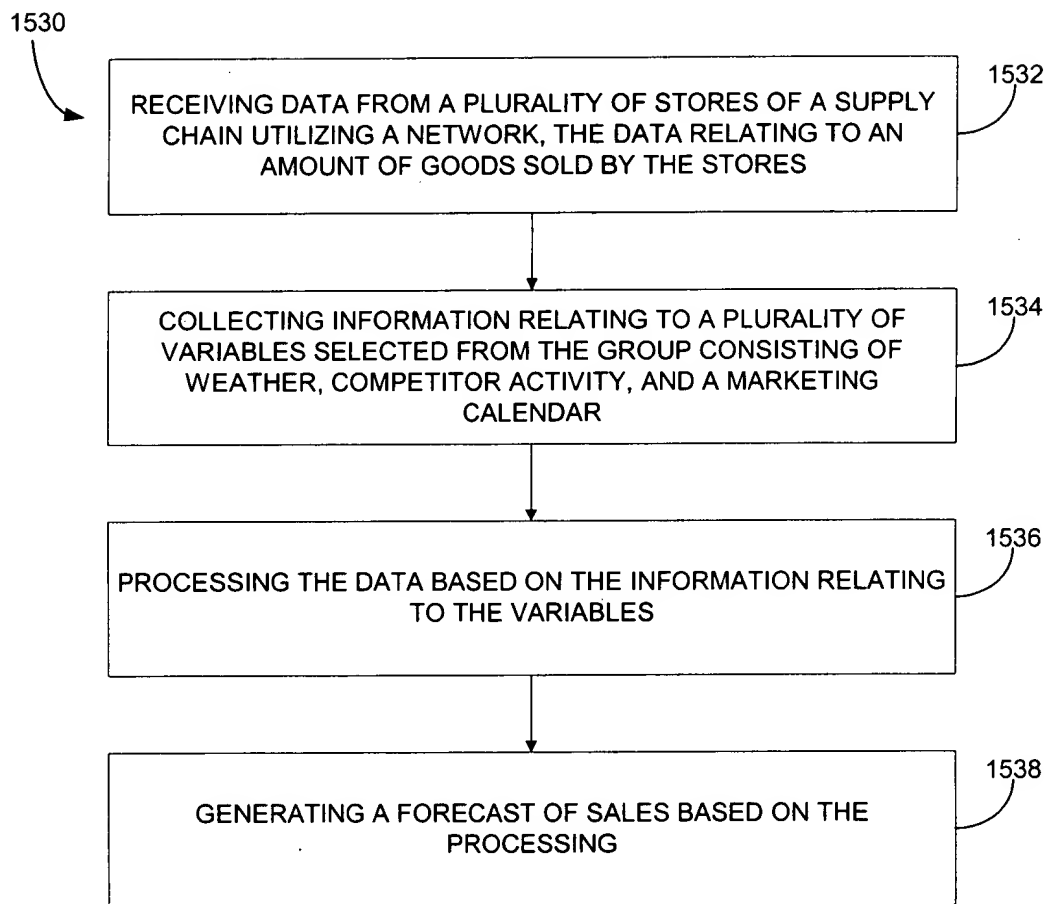 1530
1532
RECEIVING DATA FROM A PLURALITY OF STORES OF A SUPPLY
CHAIN UTILIZING A NETWORK, THE DATA RELATING TO AN
AMOUNT OF GOODS SOLD BY THE STORES
1534
COLLECTING INFORMATION RELATING TO A PLURALITY OF
VARIABLES SELECTED FROM THE GROUP CONSISTING OF
WEATHER, COMPETITOR ACTIVITY, AND A MARKETING
CALENDAR
1536
PROCESSING THE DATA BASED ON THE INFORMATION RELATING
TO THE VARIABLES
1538
GENERATING A FORECAST OF SALES BASED ON THE
PROCESSING